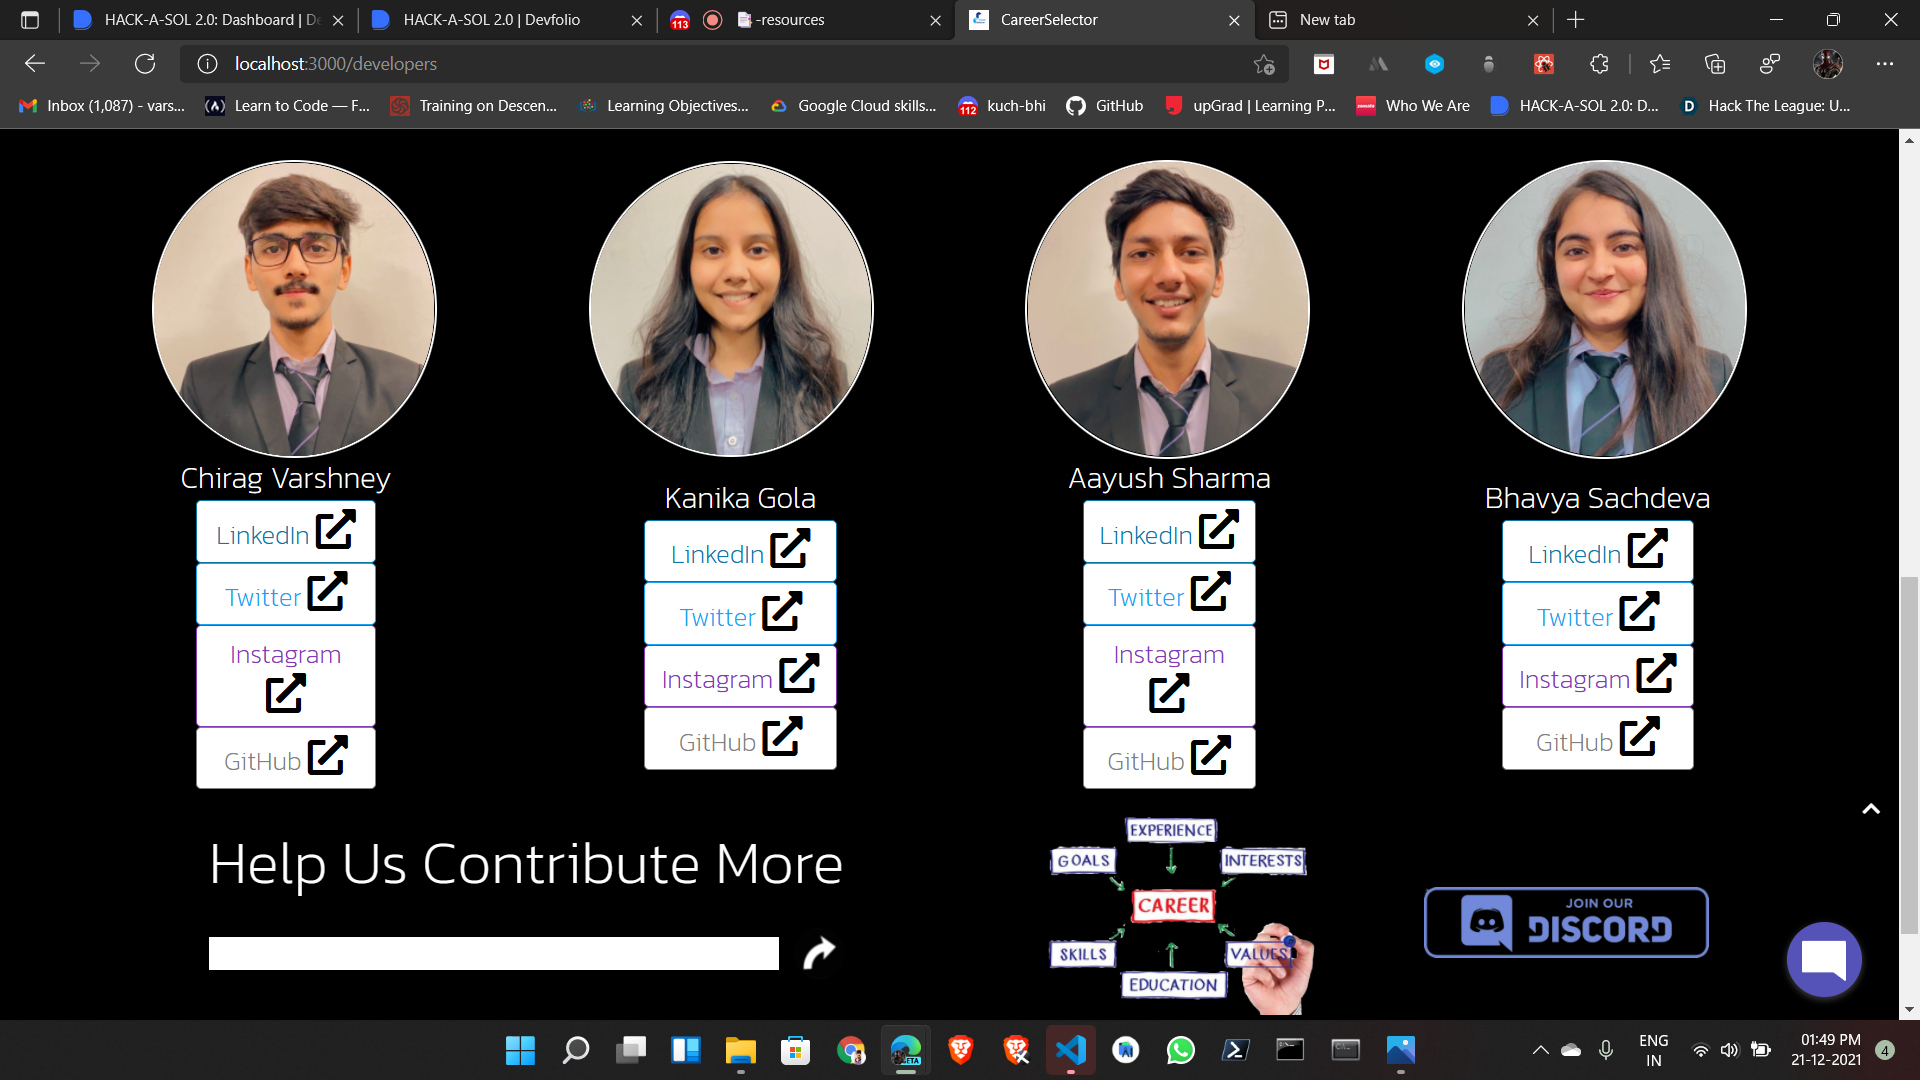 HACK-A-SOL 2.0: Dashboard | De
HACK-A-SOL 2.0 | Devfolio
113
-resources
CareerSelector
New tab
localhost:3000/developers
Inbox (1,087) - vars...
Learn to Code — F...
Training on Descen...
Learning Objectives...
Google Cloud skills...
112
kuch-bhi
GitHub
upGrad | Learning P...
Who We Are
HACK-A-SOL 2.0: D...
D
Hack The League: U...
Chirag Varshney
LinkedIn
Twitter
Instagram
GitHub
Kanika Gola
LinkedIn
Twitter
Instagram
GitHub
Aayush Sharma
LinkedIn
Twitter
Instagram
GitHub
Bhavya Sachdeva
LinkedIn
Twitter
Instagram
GitHub
Help Us Contribute More
EXPERIENCE
GOALS
INTERESTS
CAREER
SKILLS
VALUES
EDUCATION
JOIN OUR
DISCORD
BETA
ENG
IN
01:49 PM
21-12-2021
4